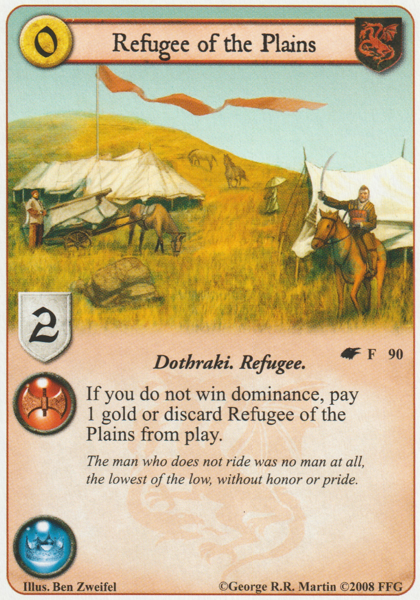 0
Refugee of the Plains
2
Dothraki. Refugee.
F 90
If you do not win dominance, pay
1 gold or discard Refugee of the
Plains from play.
The man who does not ride was no man at all,
the lowest of the low, without honor or pride.
Illus. Ben Zweifel
©George R.R. Martin ©2008 FFG